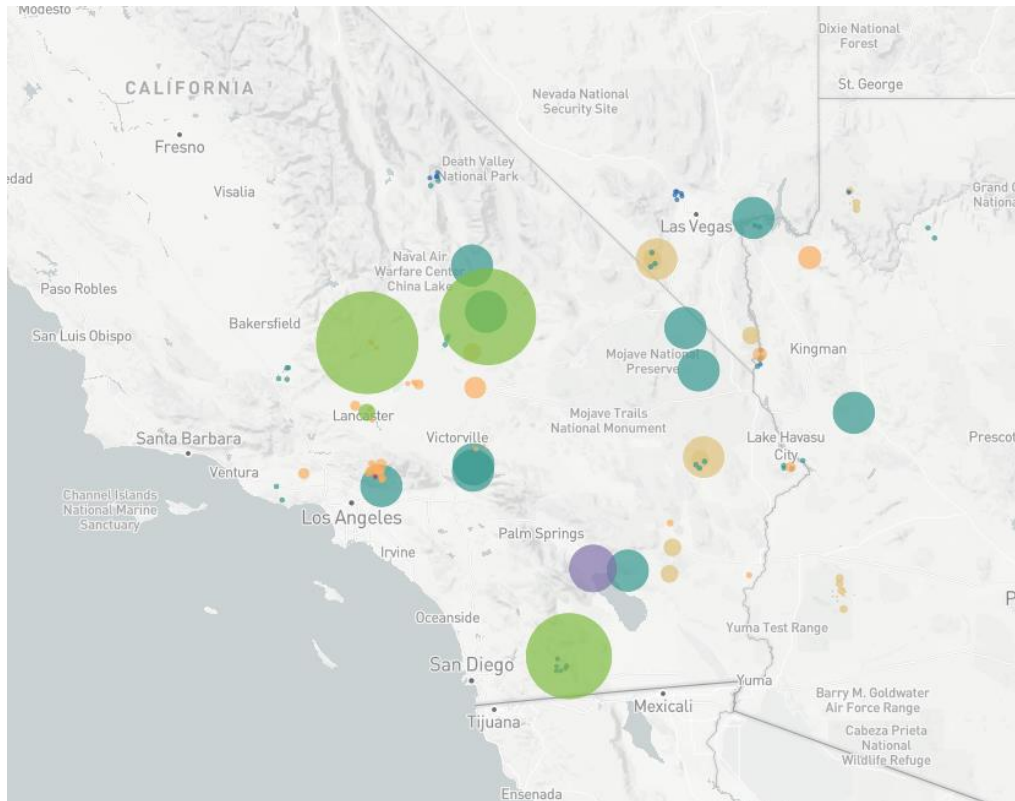 Modesto
Dixie National
Forest
CALIFORNIA
St. George
Nevada National
Security Site
Fresno
Death Valley
National Park
edad
Visalia
Grand C
Nationa
Las Vegas
Naval Air
Warfare Center
China Lake
Paso Robles
Bakersfield
San Luis Obispo
Kingman
Mojave National
Preserve
Lancaster
Mojave Trails
National Monument
Santa Barbara
Victorville
Lake Havasu
City
Prescot
Ventura
Channel Islands
National Marine
Sanctuary
Los Angeles
Palm Springs
Irvine
P
Oceanside
Yuma Test Range
San Diego
Yuma
Mexicali
Barry M. Goldwater
Air Force Range
Tijuana
Cabeza Prieta
National
Wildlife Refuge
Ensenada